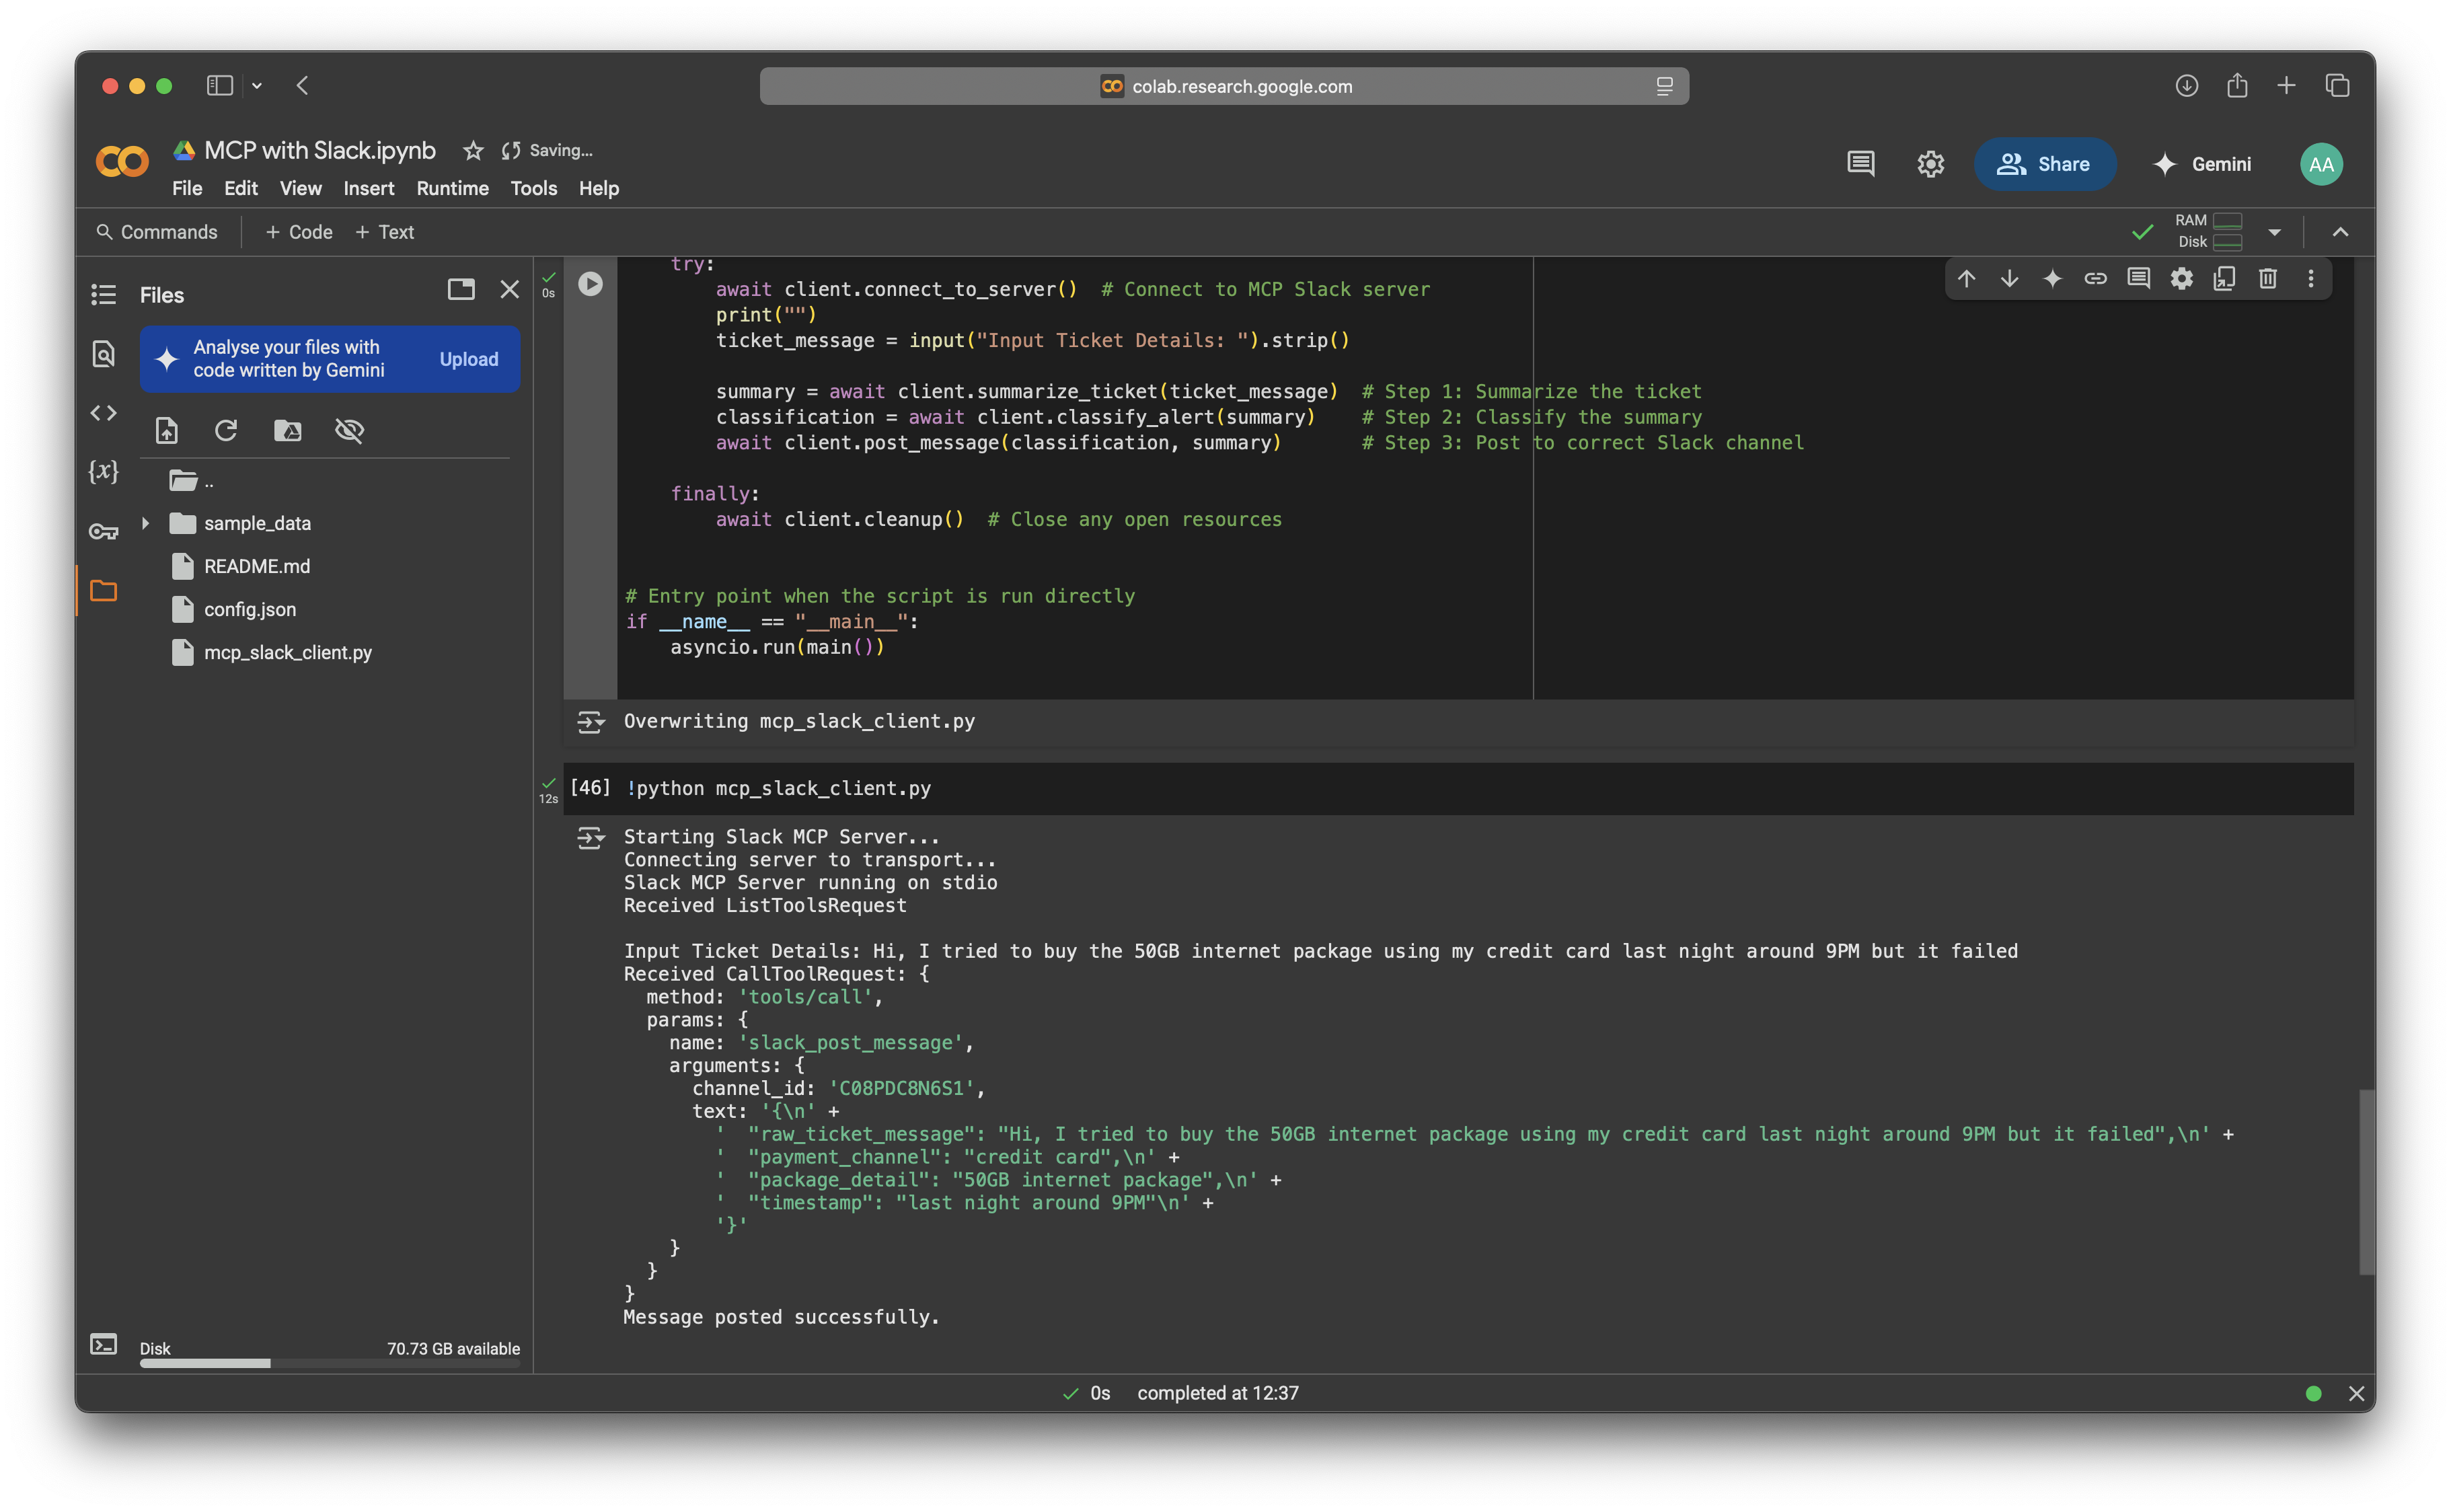 colab.research.google.com
MCP with Slack.ipynb
Saving...
File Edit View Insert Runtime Tools Help
Share
Gemini
AA
Commands + Code + Text
RAM
Disk
Files
Analyse your files with
code written by Gemini
Upload
{x}
..
sample_data
README.md
config.json
mcp_slack_client.py
Disk 70.73 GB available
0s
try:
await client.connect_to_server()  # Connect to MCP Slack server
print("")
ticket_message = input("Input Ticket Details: ").strip()
summary = await client.summarize_ticket(ticket_message)  # Step 1: Summarize the ticket
classification = await client.classify_alert(summary)    # Step 2: Classify the summary
await client.post_message(classification, summary)       # Step 3: Post to correct Slack channel
finally:
await client.cleanup()  # Close any open resources
# Entry point when the script is run directly
if __name__ == "__main__":
asyncio.run(main())
Overwriting mcp_slack_client.py
12s
[46] !python mcp_slack_client.py
Starting Slack MCP Server...
Connecting server to transport...
Slack MCP Server running on stdio
Received ListToolsRequest
Input Ticket Details: Hi, I tried to buy the 50GB internet package using my credit card last night around 9PM but it failed
Received CallToolRequest: {
method: 'tools/call',
params: {
name: 'slack_post_message',
arguments: {
channel_id: 'C08PDC8N6S1',
text: '{\n' +
'  "raw_ticket_message": "Hi, I tried to buy the 50GB internet package using my credit card last night around 9PM but it failed",\n' +
'  "payment_channel": "credit card",\n' +
'  "package_detail": "50GB internet package",\n' +
'  "timestamp": "last night around 9PM"\n' +
'}'
}
}
}
Message posted successfully.
0s completed at 12:37